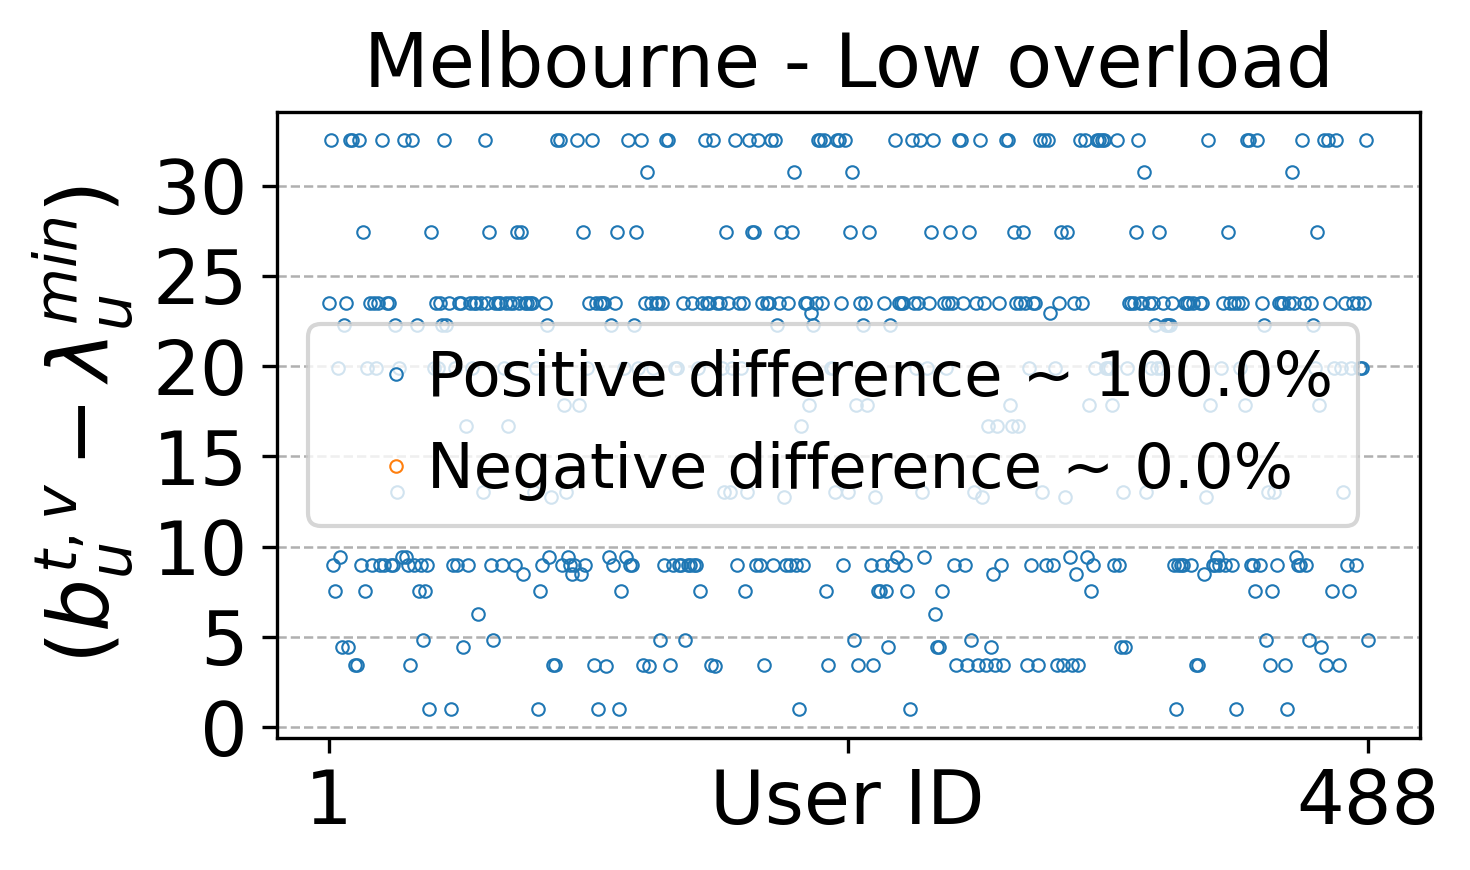 Melbourne - Low overload
(b_u^{t,v} − λ_u^{min})
30
25
20
15
10
5
0
Positive difference ~ 100.0%
Negative difference ~ 0.0%
1 User ID 488